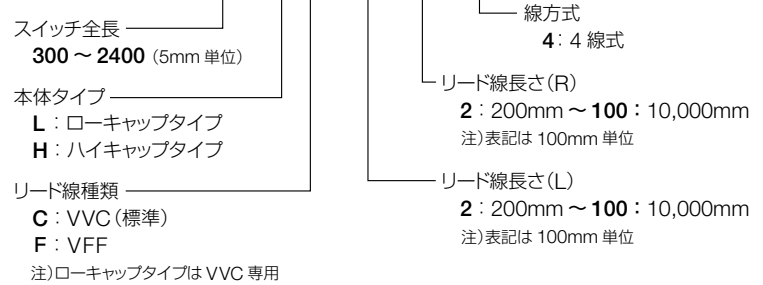 スイッチ全長
300 ～ 2400（5mm 単位）
本体タイプ
L：ローキャップタイプ
H：ハイキャップタイプ
リード線種類
C：VVC（標準）
F：VFF
注）ローキャップタイプは VVC 専用
線方式
4：4 線式
リード線長さ（R）
2：200mm ～ 100：10,000mm
注）表記は 100mm 単位
リード線長さ（L）
2：200mm ～ 100：10,000mm
注）表記は 100mm 単位